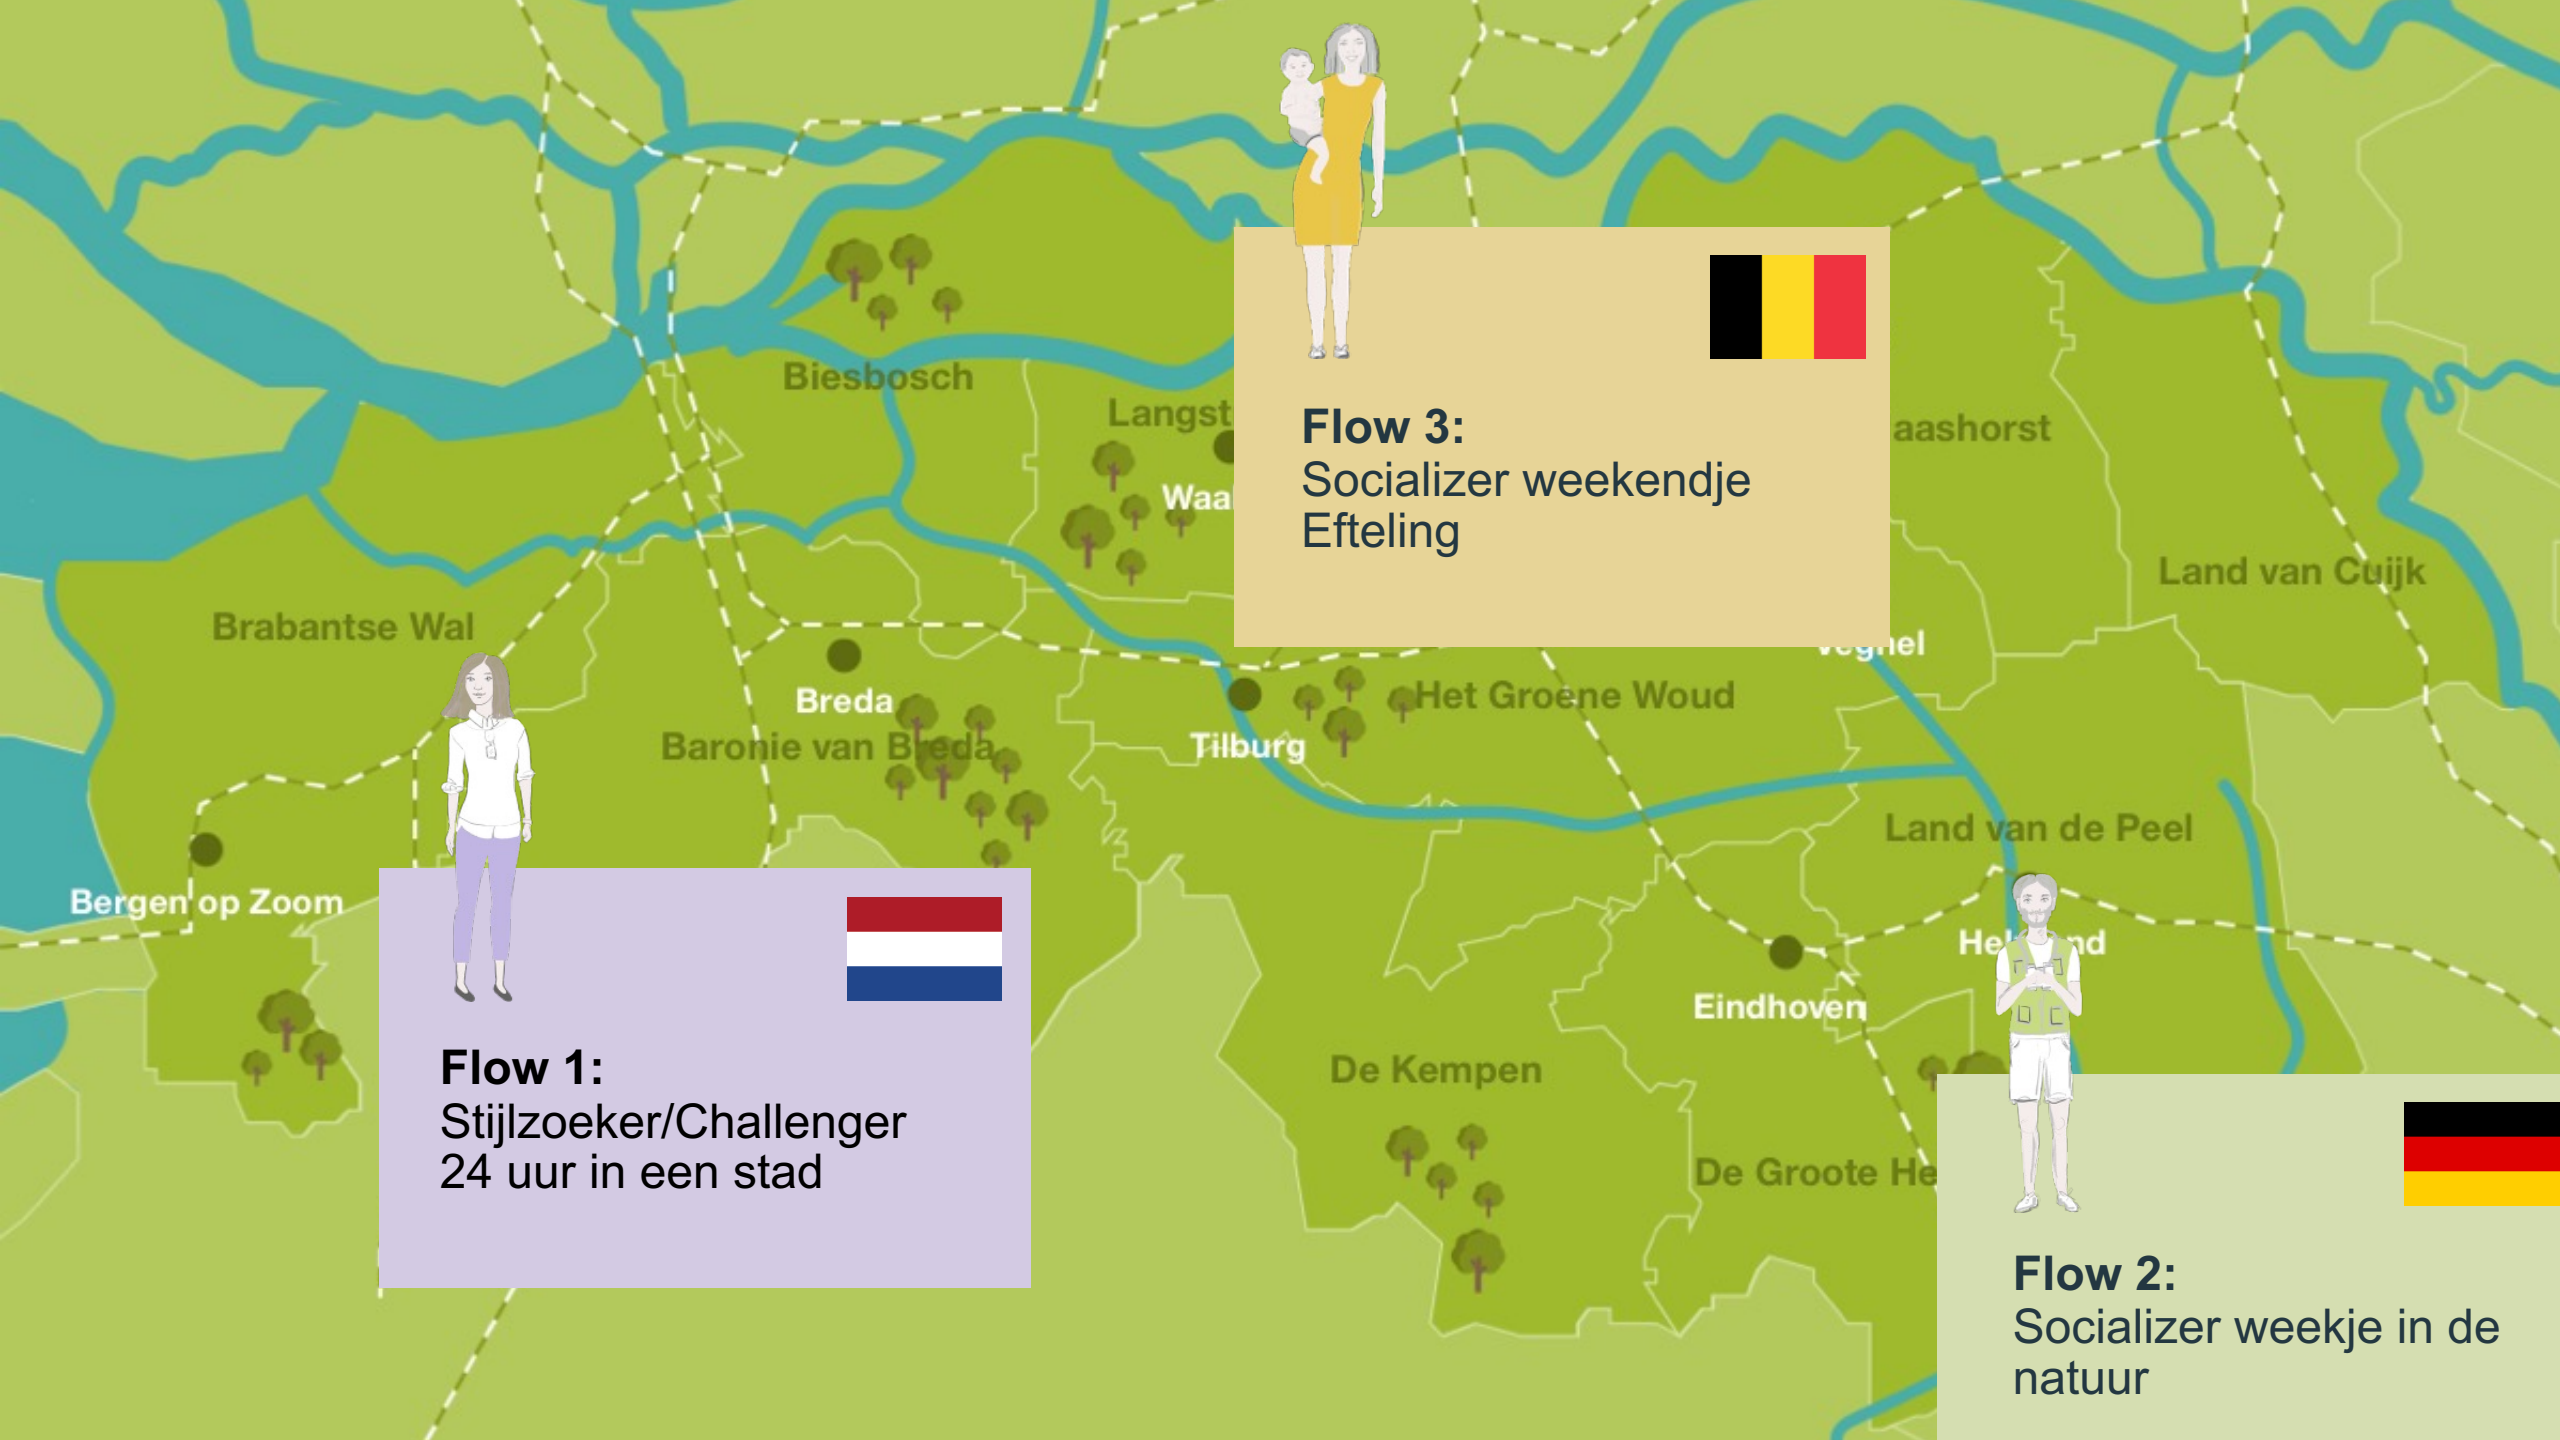 Biesbosch
Langst
Waa
Flow 3:
Socializer weekendje
Efteling
aashorst
Land van Cuijk
Brabantse Wal
Veghel
Breda
Baronie van Breda
Tilburg
Het Groene Woud
Land van de Peel
Bergen op Zoom
Eindhoven
De Kempen
De Groote He
Flow 1:
Stijlzoeker/Challenger
24 uur in een stad
Flow 2:
Socializer weekje in de
natuur